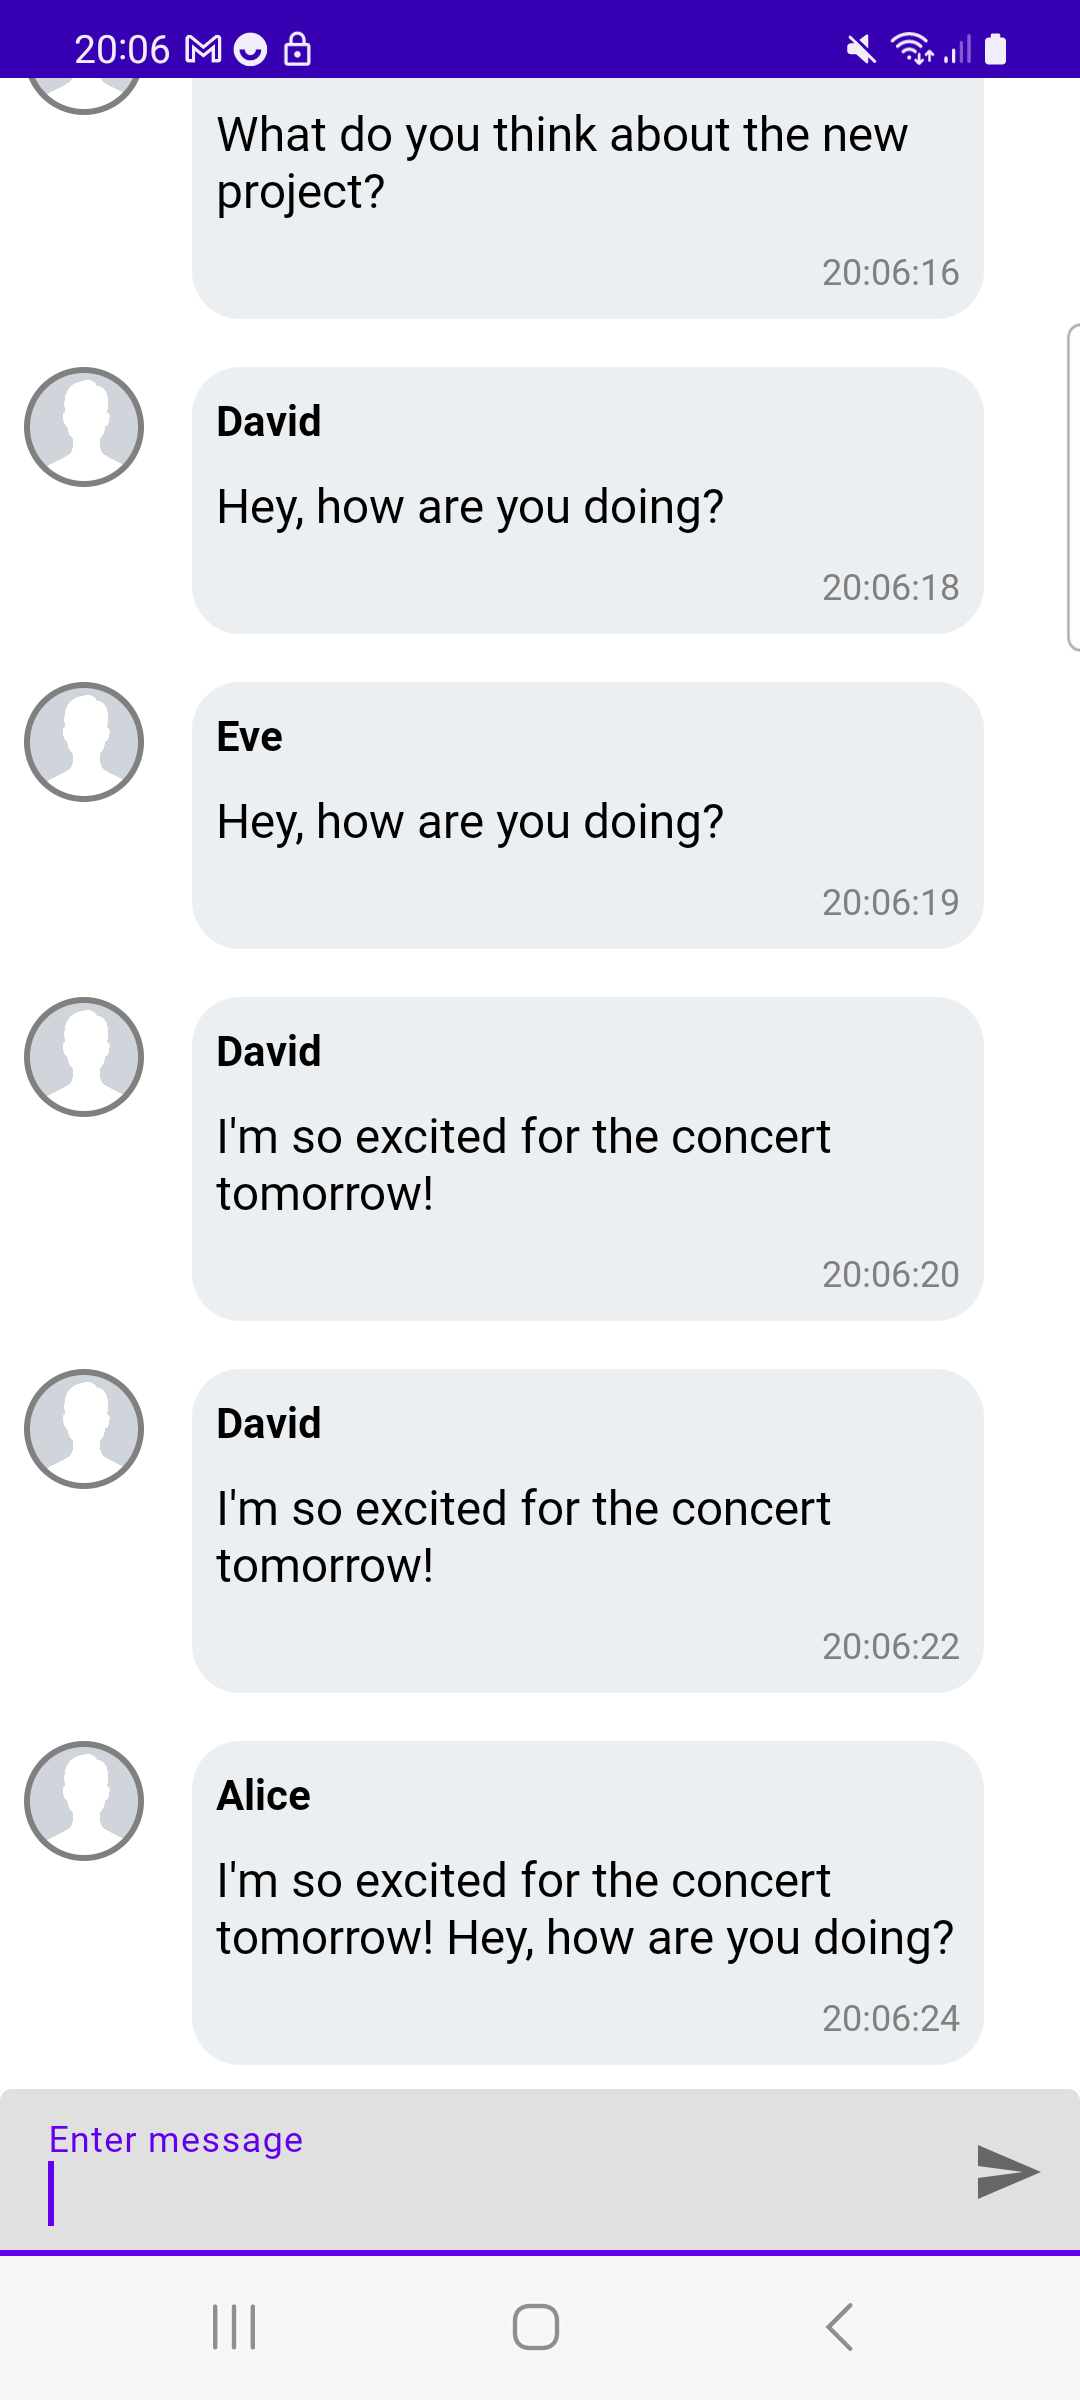 20:06
What do you think about the new
project?
20:06:16
David
Hey, how are you doing?
20:06:18
Eve
Hey, how are you doing?
20:06:19
David
I'm so excited for the concert
tomorrow!
20:06:20
David
I'm so excited for the concert
tomorrow!
20:06:22
Alice
I'm so excited for the concert
tomorrow! Hey, how are you doing?
20:06:24
Enter message